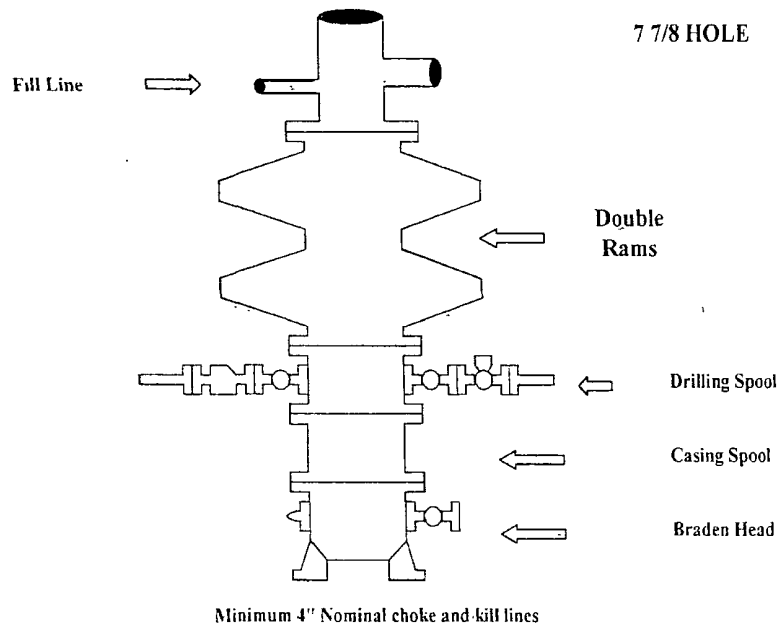 7 7/8 HOLE
Fill Line
Double
Rams
Drilling Spool
Casing Spool
Braden Head
Minimum 4" Nominal choke and kill lines